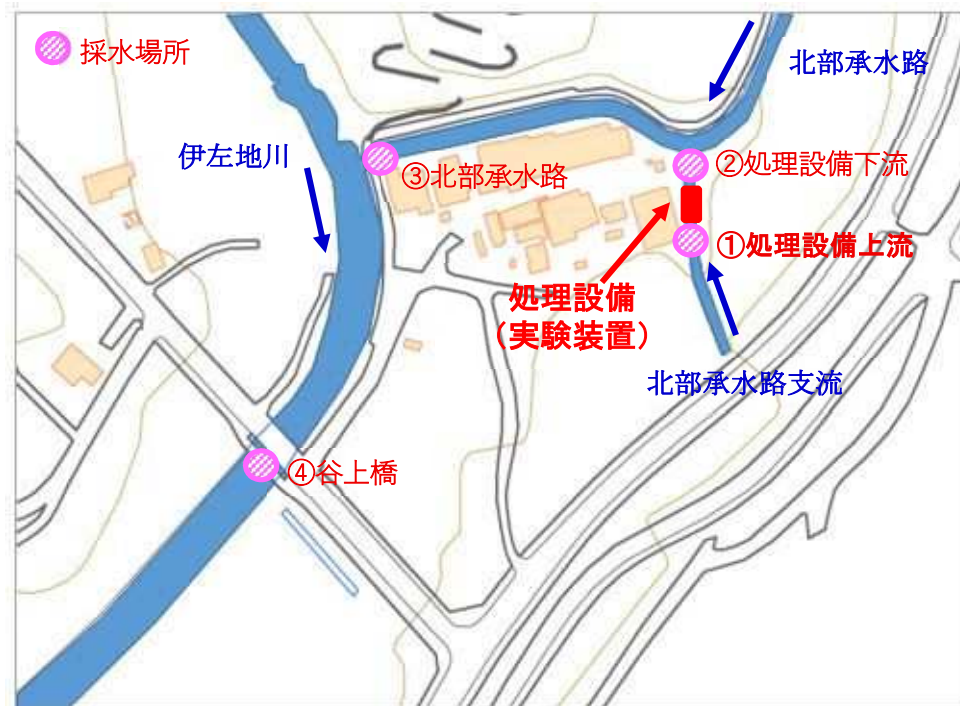 採水場所
北部承水路
伊左地川
③北部承水路
②処理設備下流
①処理設備上流
処理設備
（実験装置）
北部承水路支流
④谷上橋